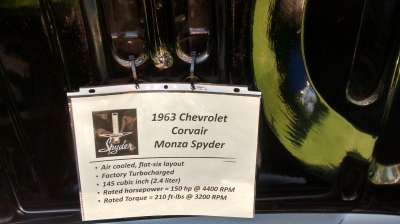 1963 Chevrolet
Corvair
Monza Spyder
Spyder
• Air cooled, flat-six layout
• Factory Turbocharged
• 145 cubic inch (2.4 liter)
• Rated horsepower = 150 hp @ 4400 RPM
• Rated Torque = 210 ft-lbs @ 3200 RPM